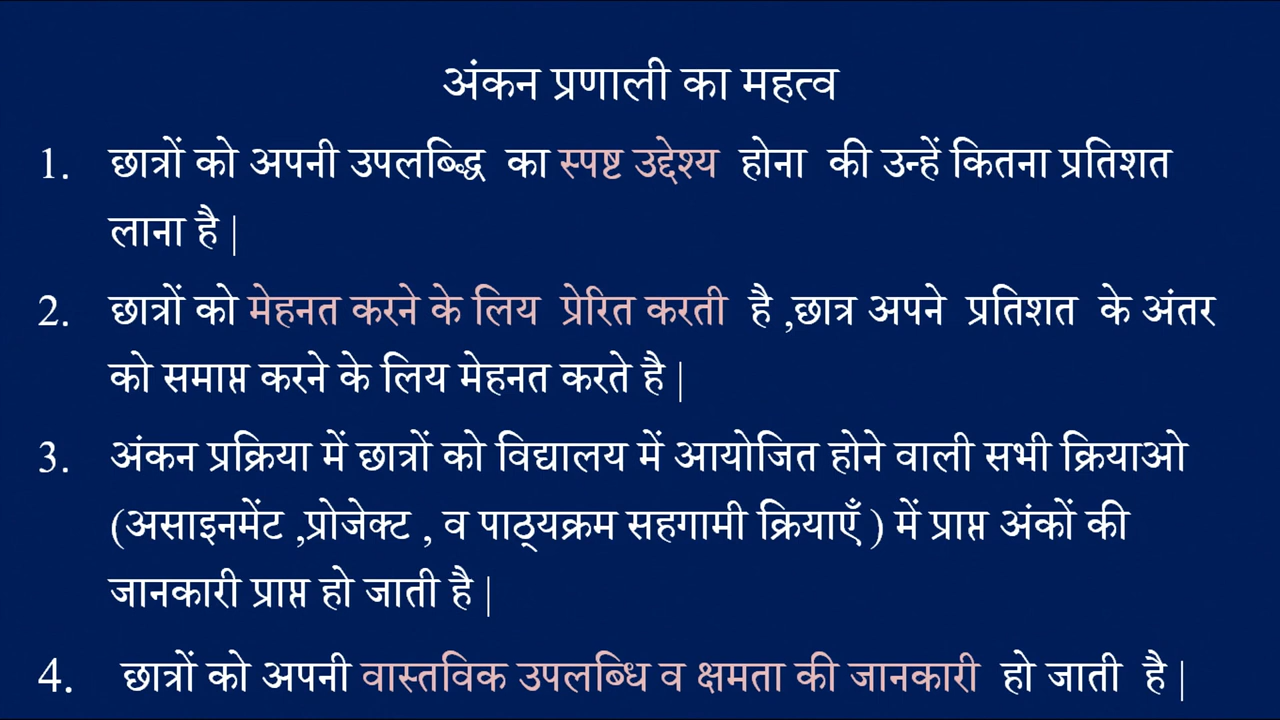 अंकन प्रणाली का महत्व
1. छात्रों को अपनी उपलब्द्धि का स्पष्ट उद्देश्य होना की उन्हें कितना प्रतिशत
लाना है |
2. छात्रों को मेहनत करने के लिय प्रेरित करती है ,छात्र अपने प्रतिशत के अंतर
को समाप्त करने के लिय मेहनत करते है |
3. अंकन प्रक्रिया में छात्रों को विद्यालय में आयोजित होने वाली सभी क्रियाओ
(असाइनमेंट ,प्रोजेक्ट , व पाठ्यक्रम सहगामी क्रियाएँ ) में प्राप्त अंकों की
जानकारी प्राप्त हो जाती है |
4. छात्रों को अपनी वास्तविक उपलब्धि व क्षमता की जानकारी हो जाती है |